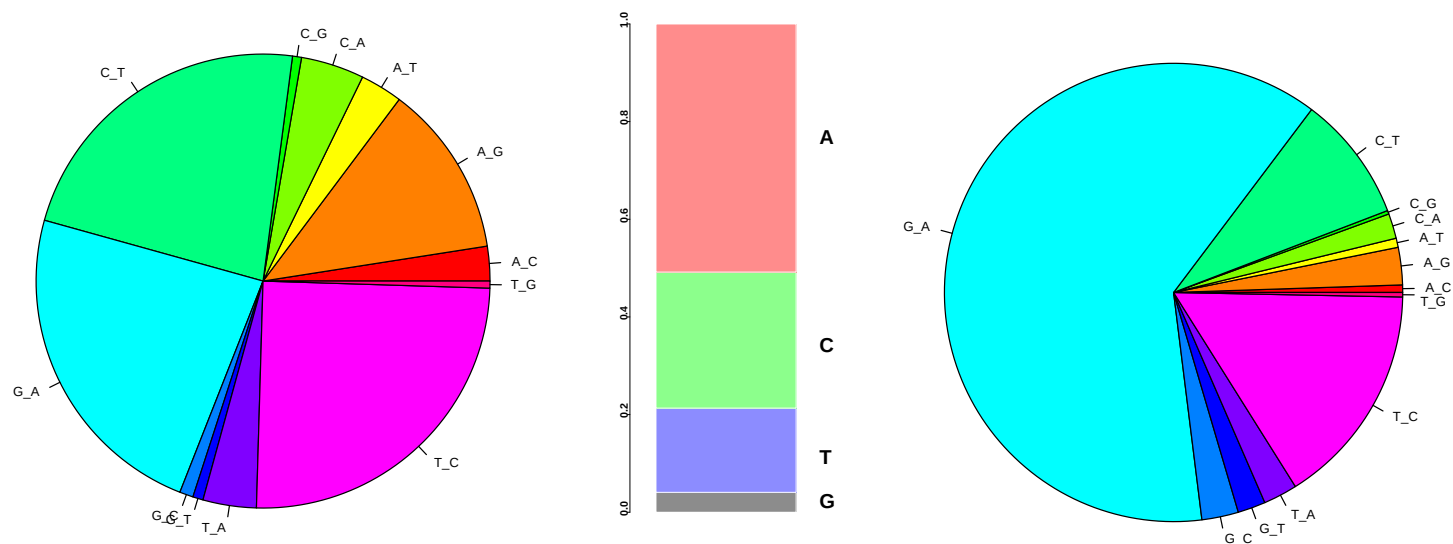 C_G
C_A
A_T
C_T
A_G
A_C
T_G
G_A
T_C
G_C
G_T
T_A
1.0
0.8
0.6
0.4
0.2
0.0
A
C
T
G
C_T
C_G
C_A
A_T
A_G
A_C
T_G
G_A
T_C
T_A
G_T
G_C